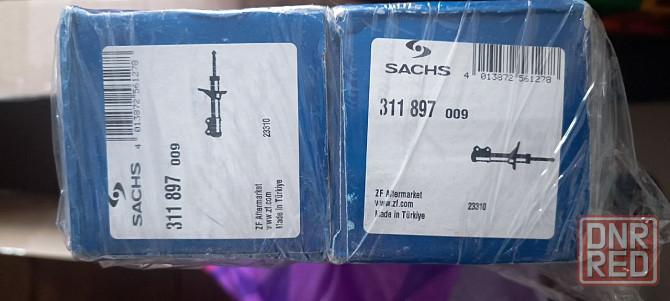 SACHS
311 897 009
4 013872 561278
23310
ZF Aftermarket
www.zf.com
Made in Türkiye
SACHS
4 013872 561278
311 897 009
ZF Aftermarket
www.zf.com
Made in Türkiye
23310
DNR
RED